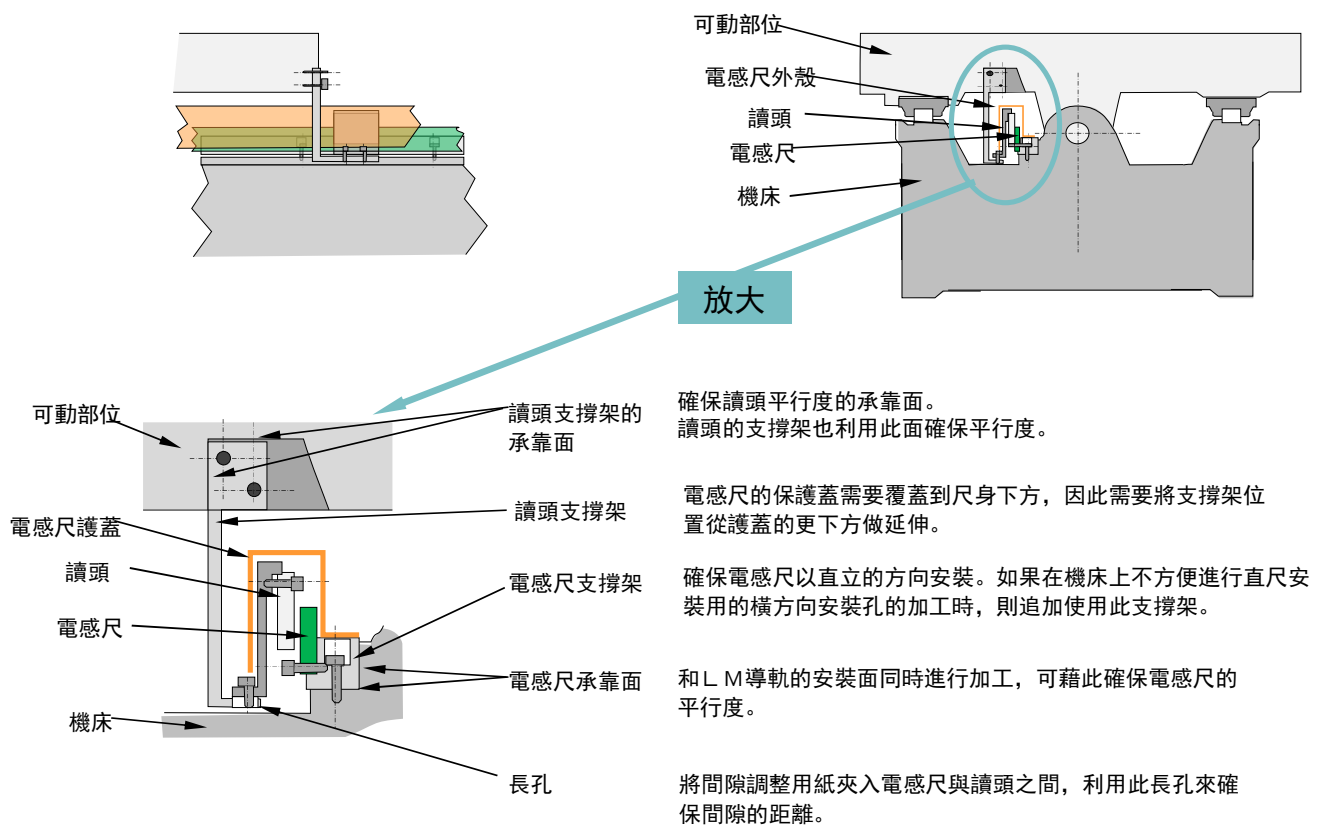 可動部位
電感尺外殼
讀頭
電感尺
機床
放大
可動部位
電感尺護蓋
讀頭
電感尺
機床
讀頭支撐架的
承靠面
確保讀頭平行度的承靠面。
讀頭的支撐架也利用此面確保平行度。
讀頭支撐架
電感尺的保護蓋需要覆蓋到尺身下方，因此需要將支撐架位
置從護蓋的更下方做延伸。
電感尺支撐架
確保電感尺以直立的方向安裝。如果在機床上不方便進行直尺安
裝用的橫方向安裝孔的加工時，則追加使用此支撐架。
電感尺承靠面
和ＬＭ導軌的安裝面同時進行加工，可藉此確保電感尺的
平行度。
長孔
將間隙調整用紙夾入電感尺與讀頭之間，利用此長孔來確
保間隙的距離。